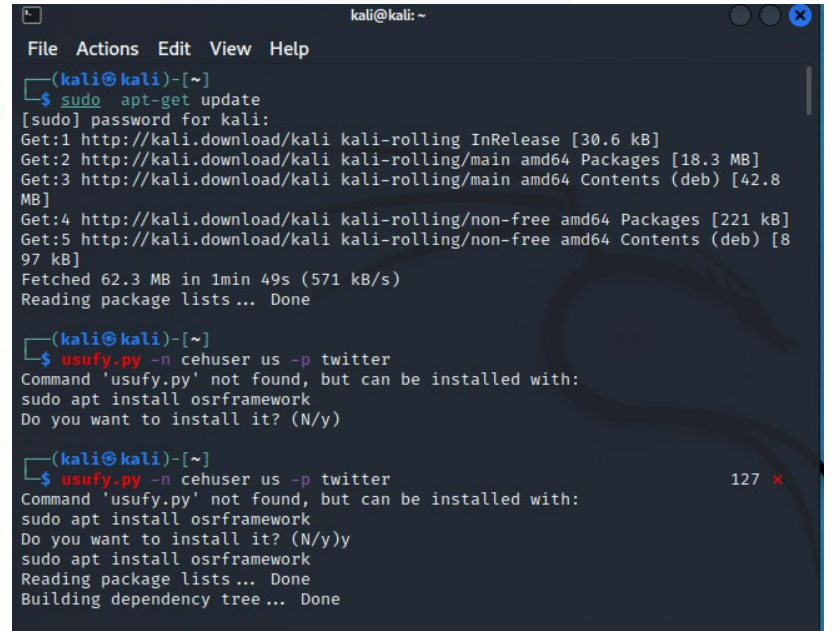 kali@kali: ~
File Actions Edit View Help
┌──(kali㉿kali)-[~]
└─$ sudo  apt-get update
[sudo] password for kali:
Get:1 http://kali.download/kali kali-rolling InRelease [30.6 kB]
Get:2 http://kali.download/kali kali-rolling/main amd64 Packages [18.3 MB]
Get:3 http://kali.download/kali kali-rolling/main amd64 Contents (deb) [42.8
MB]
Get:4 http://kali.download/kali kali-rolling/non-free amd64 Packages [221 kB]
Get:5 http://kali.download/kali kali-rolling/non-free amd64 Contents (deb) [8
97 kB]
Fetched 62.3 MB in 1min 49s (571 kB/s)
Reading package lists... Done
┌──(kali㉿kali)-[~]
└─$ usufy.py -n cehuser us -p twitter
Command 'usufy.py' not found, but can be installed with:
sudo apt install osrframework
Do you want to install it? (N/y)
┌──(kali㉿kali)-[~]
└─$ usufy.py -n cehuser us -p twitter 127 ⨯
Command 'usufy.py' not found, but can be installed with:
sudo apt install osrframework
Do you want to install it? (N/y)y
sudo apt install osrframework
Reading package lists... Done
Building dependency tree... Done